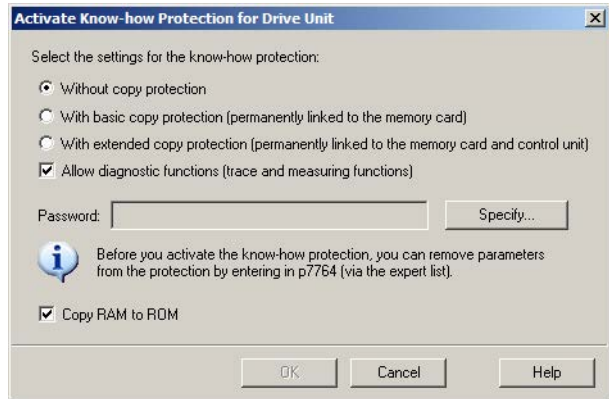 Activate Know-how Protection for Drive Unit
Select the settings for the know-how protection:
Without copy protection
With basic copy protection (permanently linked to the memory card)
With extended copy protection (permanently linked to the memory card and control unit)
Allow diagnostic functions (trace and measuring functions)
Password:
Specify...
Before you activate the know-how protection, you can remove parameters
from the protection by entering in p7764 (via the expert list).
Copy RAM to ROM
OK
Cancel
Help